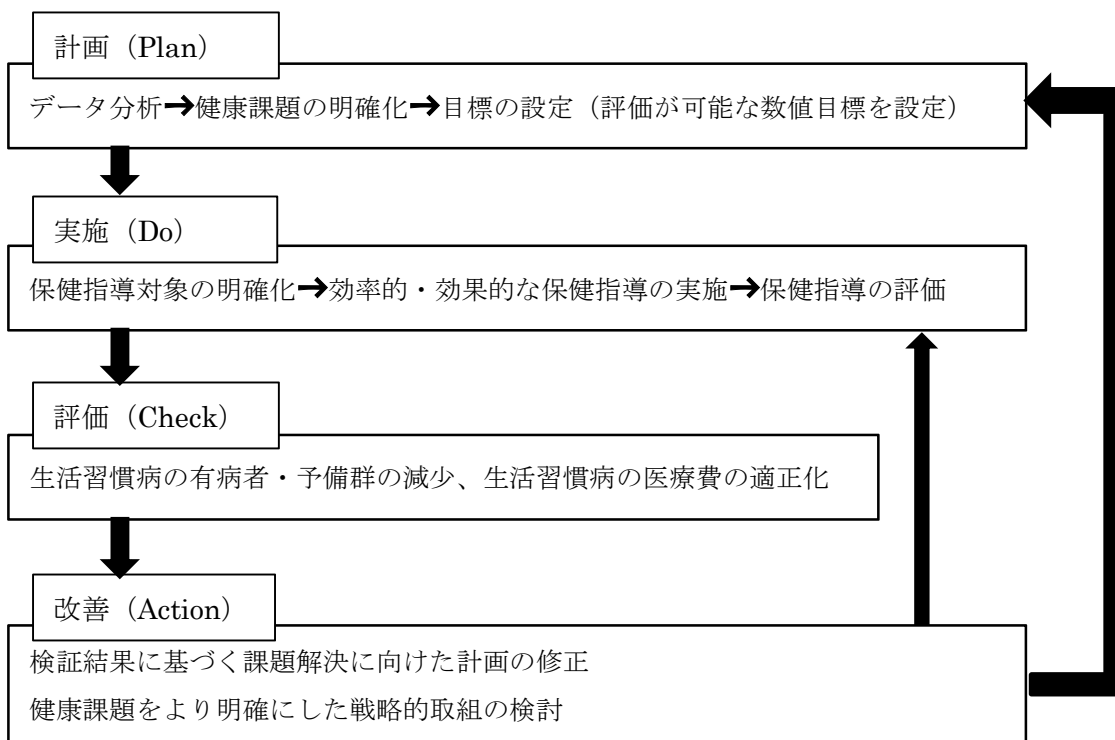 計画（Plan）
データ分析➔健康課題の明確化➔目標の設定（評価が可能な数値目標を設定）
実施（Do）
保健指導対象の明確化➔効率的・効果的な保健指導の実施➔保健指導の評価
評価（Check）
生活習慣病の有病者・予備群の減少、生活習慣病の医療費の適正化
改善（Action）
検証結果に基づく課題解決に向けた計画の修正
健康課題をより明確にした戦略的取組の検討